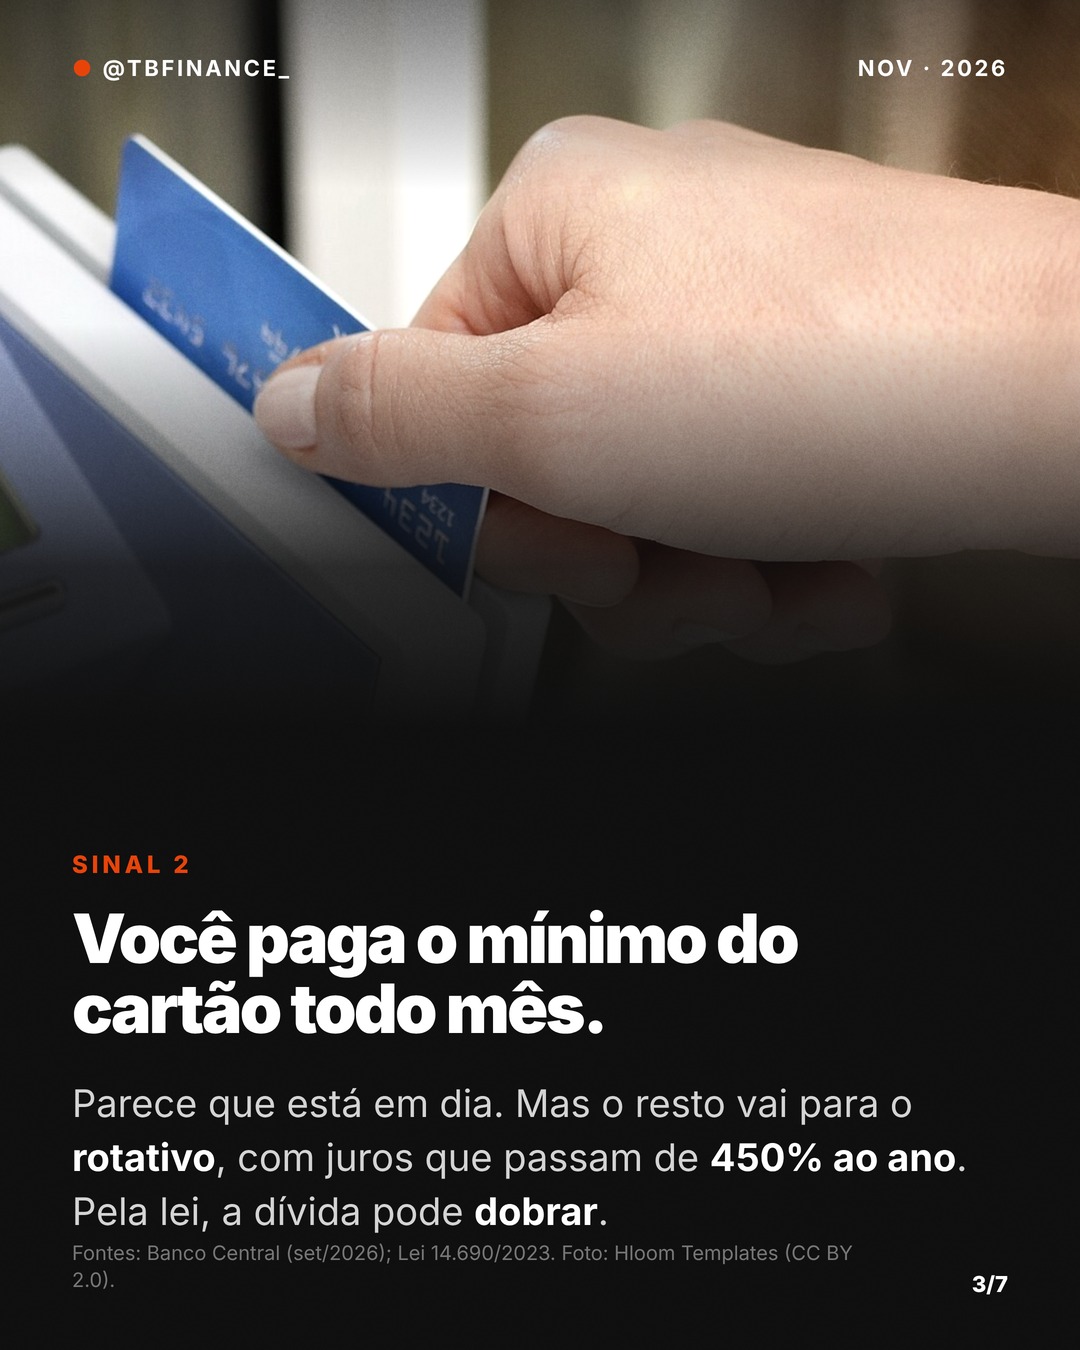 @TBFINANCE_
NOV · 2026
1234
1234
SINAL 2
Você paga o mínimo do
cartão todo mês.
Parece que está em dia. Mas o resto vai para o
rotativo, com juros que passam de 450% ao ano.
Pela lei, a dívida pode dobrar.
Fontes: Banco Central (set/2026); Lei 14.690/2023. Foto: Hloom Templates (CC BY
2.0).
3/7